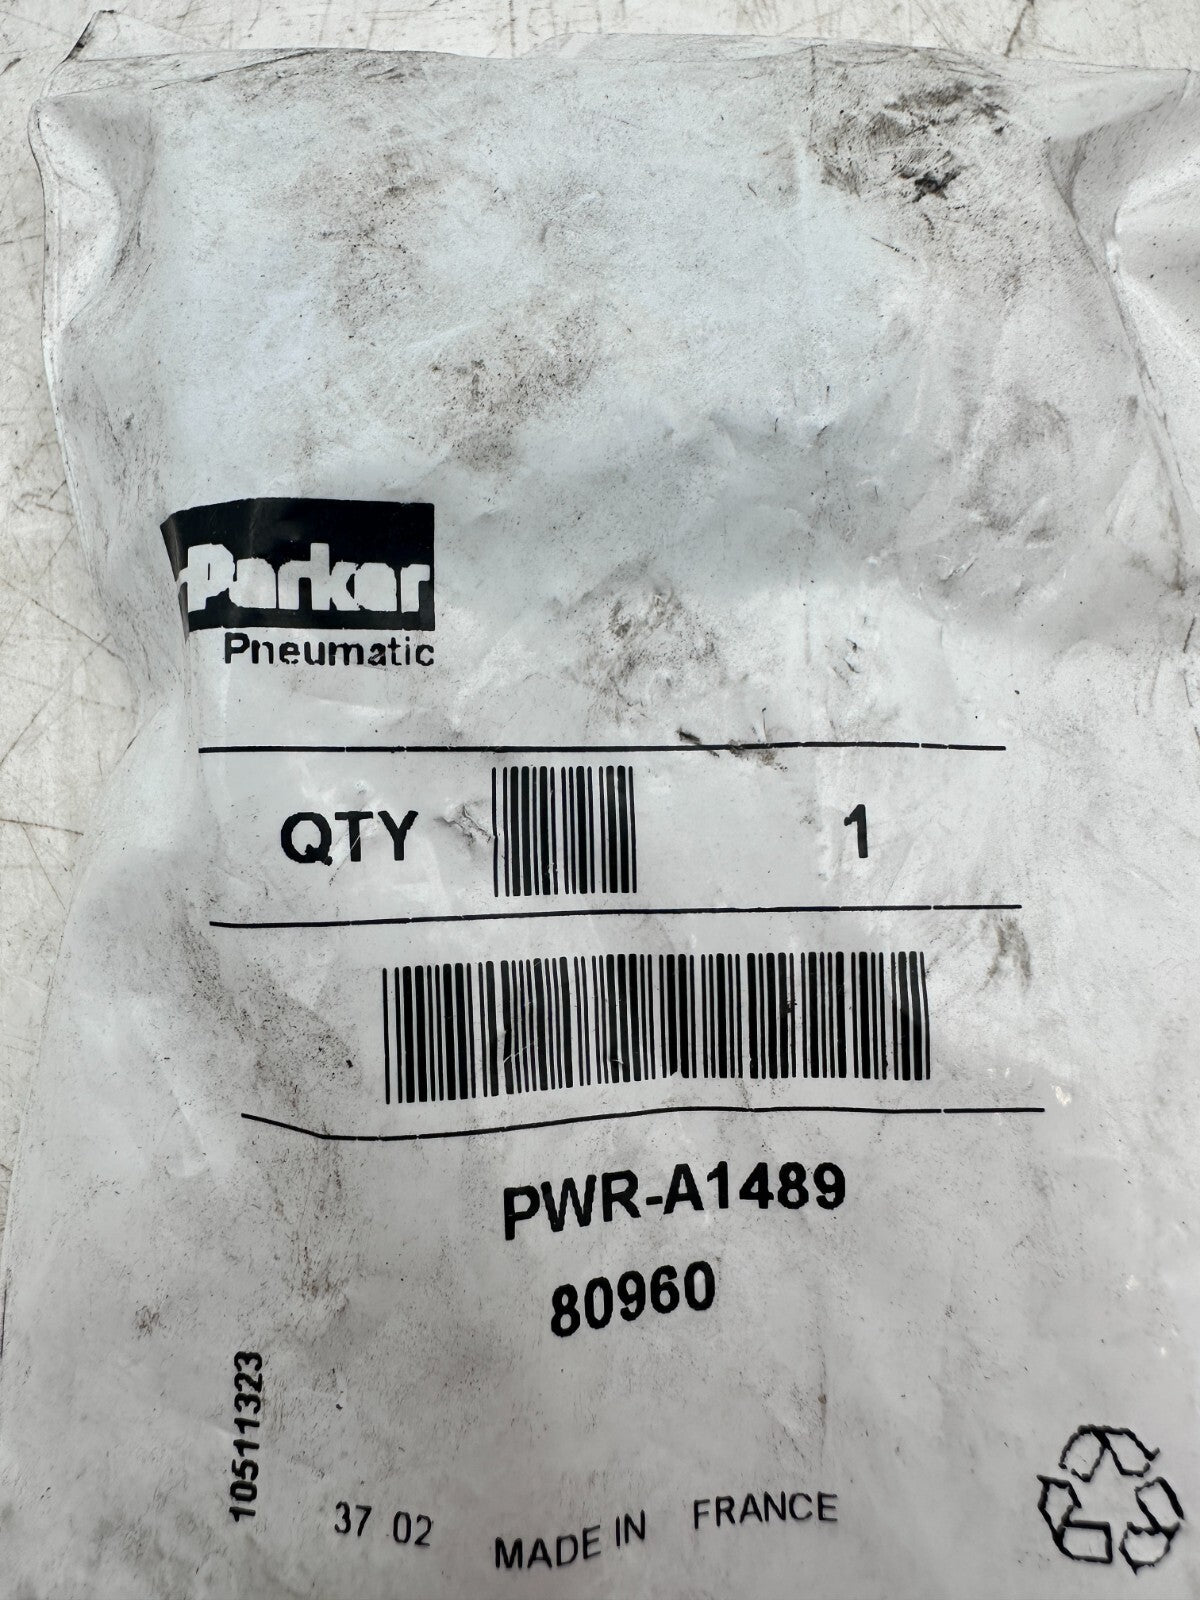 Parker
Pneumatic
QTY 1
PWR-A1489
80960
10511323
37 02 MADE IN FRANCE